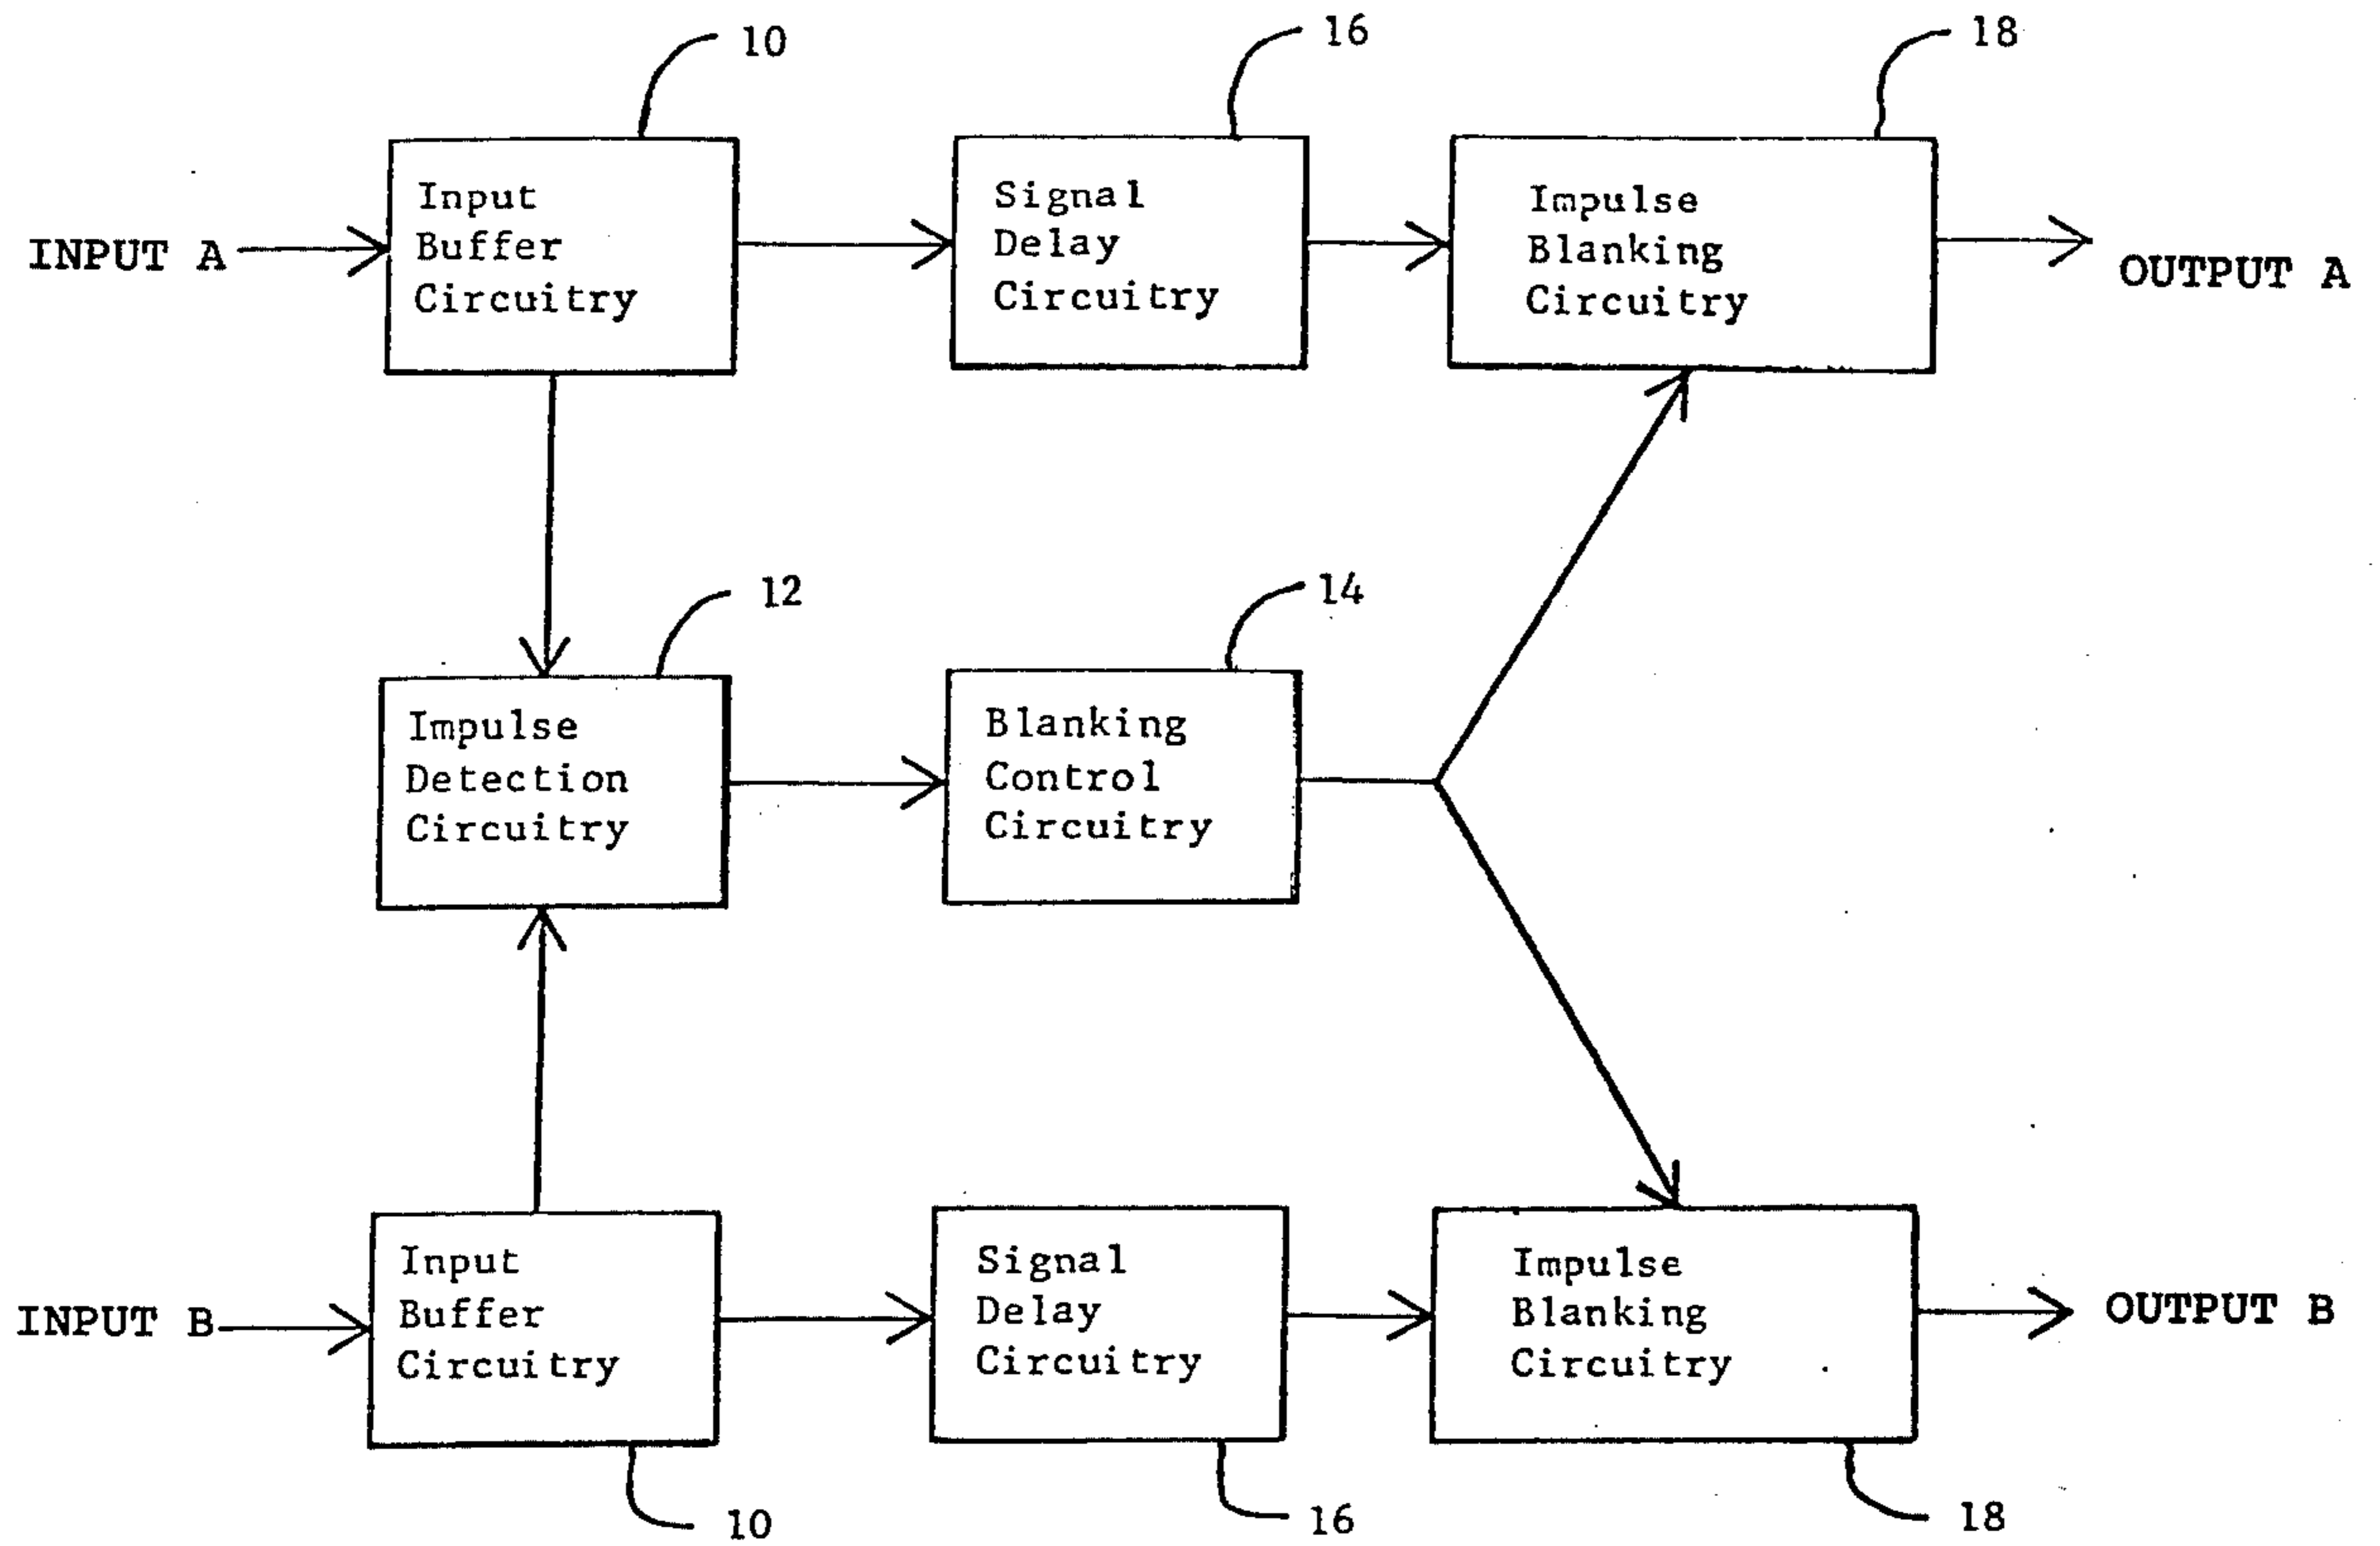 10
16
18
INPUT A
Input
Buffer
Circuitry
Signal
Delay
Circuitry
Impulse
Blanking
Circuitry
OUTPUT A
12
14
Impulse
Detection
Circuitry
Blanking
Control
Circuitry
INPUT B
Input
Buffer
Circuitry
Signal
Delay
Circuitry
Impulse
Blanking
Circuitry
OUTPUT B
10
16
18